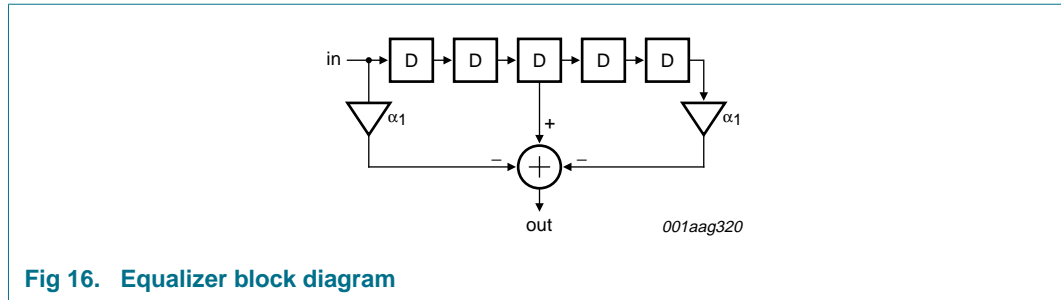 in D D D D D
α1 α1
+
– + –
out 001aag320
Fig 16. Equalizer block diagram